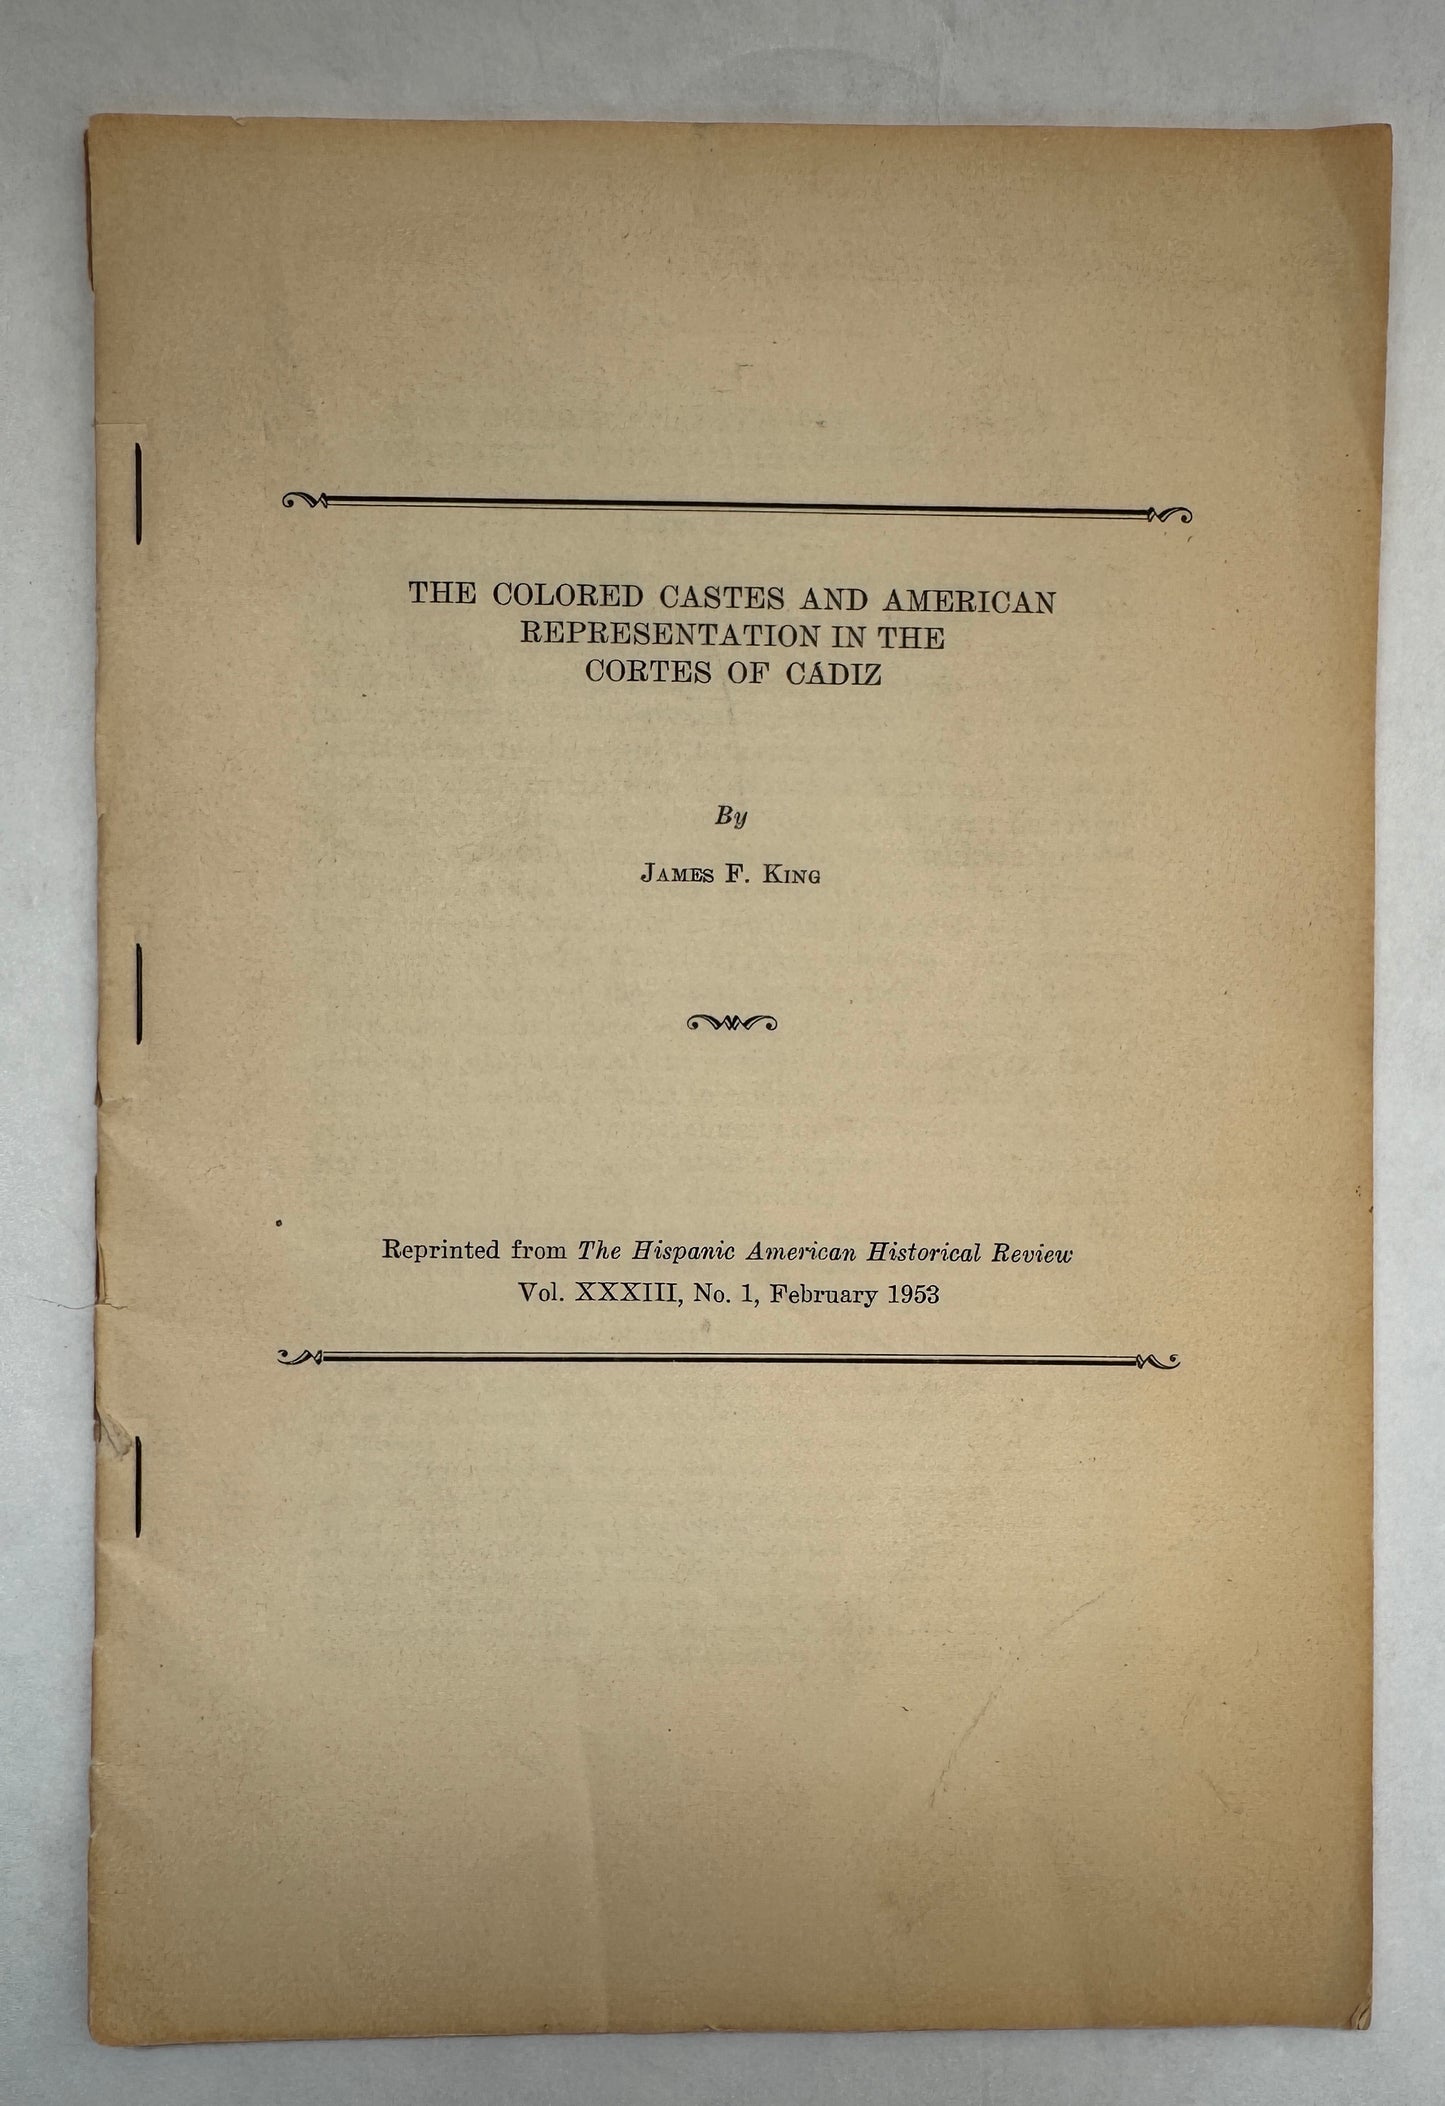 THE COLORED CASTES AND AMERICAN
REPRESENTATION IN THE
CORTES OF CÁDIZ
By
JAMES F. KING
Reprinted from The Hispanic American Historical Review
Vol. XXXIII, No. 1, February 1953